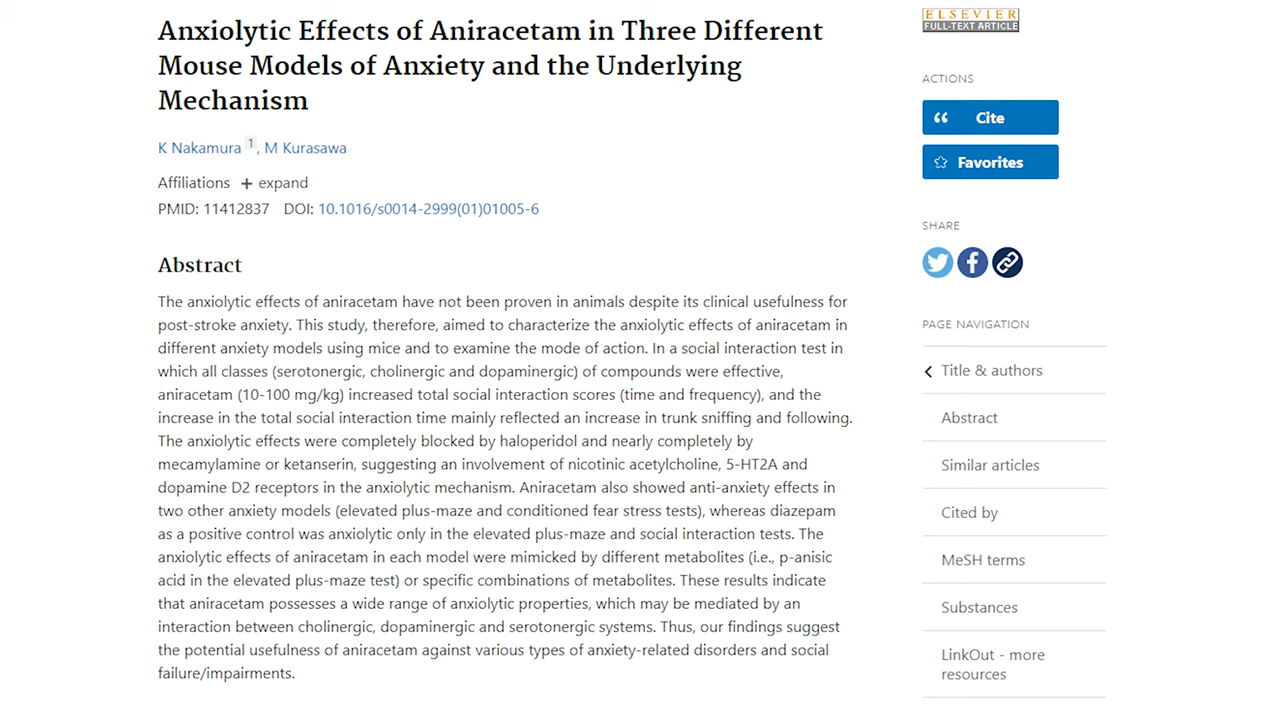 Anxiolytic Effects of Aniracetam in Three Different
Mouse Models of Anxiety and the Underlying
Mechanism
K Nakamura 1, M Kurasawa
Affiliations + expand
PMID: 11412837 DOI: 10.1016/s0014-2999(01)01005-6
Abstract
The anxiolytic effects of aniracetam have not been proven in animals despite its clinical usefulness for
post-stroke anxiety. This study, therefore, aimed to characterize the anxiolytic effects of aniracetam in
different anxiety models using mice and to examine the mode of action. In a social interaction test in
which all classes (serotonergic, cholinergic and dopaminergic) of compounds were effective,
aniracetam (10-100 mg/kg) increased total social interaction scores (time and frequency), and the
increase in the total social interaction time mainly reflected an increase in trunk sniffing and following.
The anxiolytic effects were completely blocked by haloperidol and nearly completely by
mecamylamine or ketanserin, suggesting an involvement of nicotinic acetylcholine, 5-HT2A and
dopamine D2 receptors in the anxiolytic mechanism. Aniracetam also showed anti-anxiety effects in
two other anxiety models (elevated plus-maze and conditioned fear stress tests), whereas diazepam
as a positive control was anxiolytic only in the elevated plus-maze and social interaction tests. The
anxiolytic effects of aniracetam in each model were mimicked by different metabolites (i.e., p-anisic
acid in the elevated plus-maze test) or specific combinations of metabolites. These results indicate
that aniracetam possesses a wide range of anxiolytic properties, which may be mediated by an
interaction between cholinergic, dopaminergic and serotonergic systems. Thus, our findings suggest
the potential usefulness of aniracetam against various types of anxiety-related disorders and social
failure/impairments.
ELSEVIER
FULL-TEXT ARTICLE
ACTIONS
Cite
Favorites
SHARE
PAGE NAVIGATION
Title & authors
Abstract
Similar articles
Cited by
MeSH terms
Substances
LinkOut - more
resources